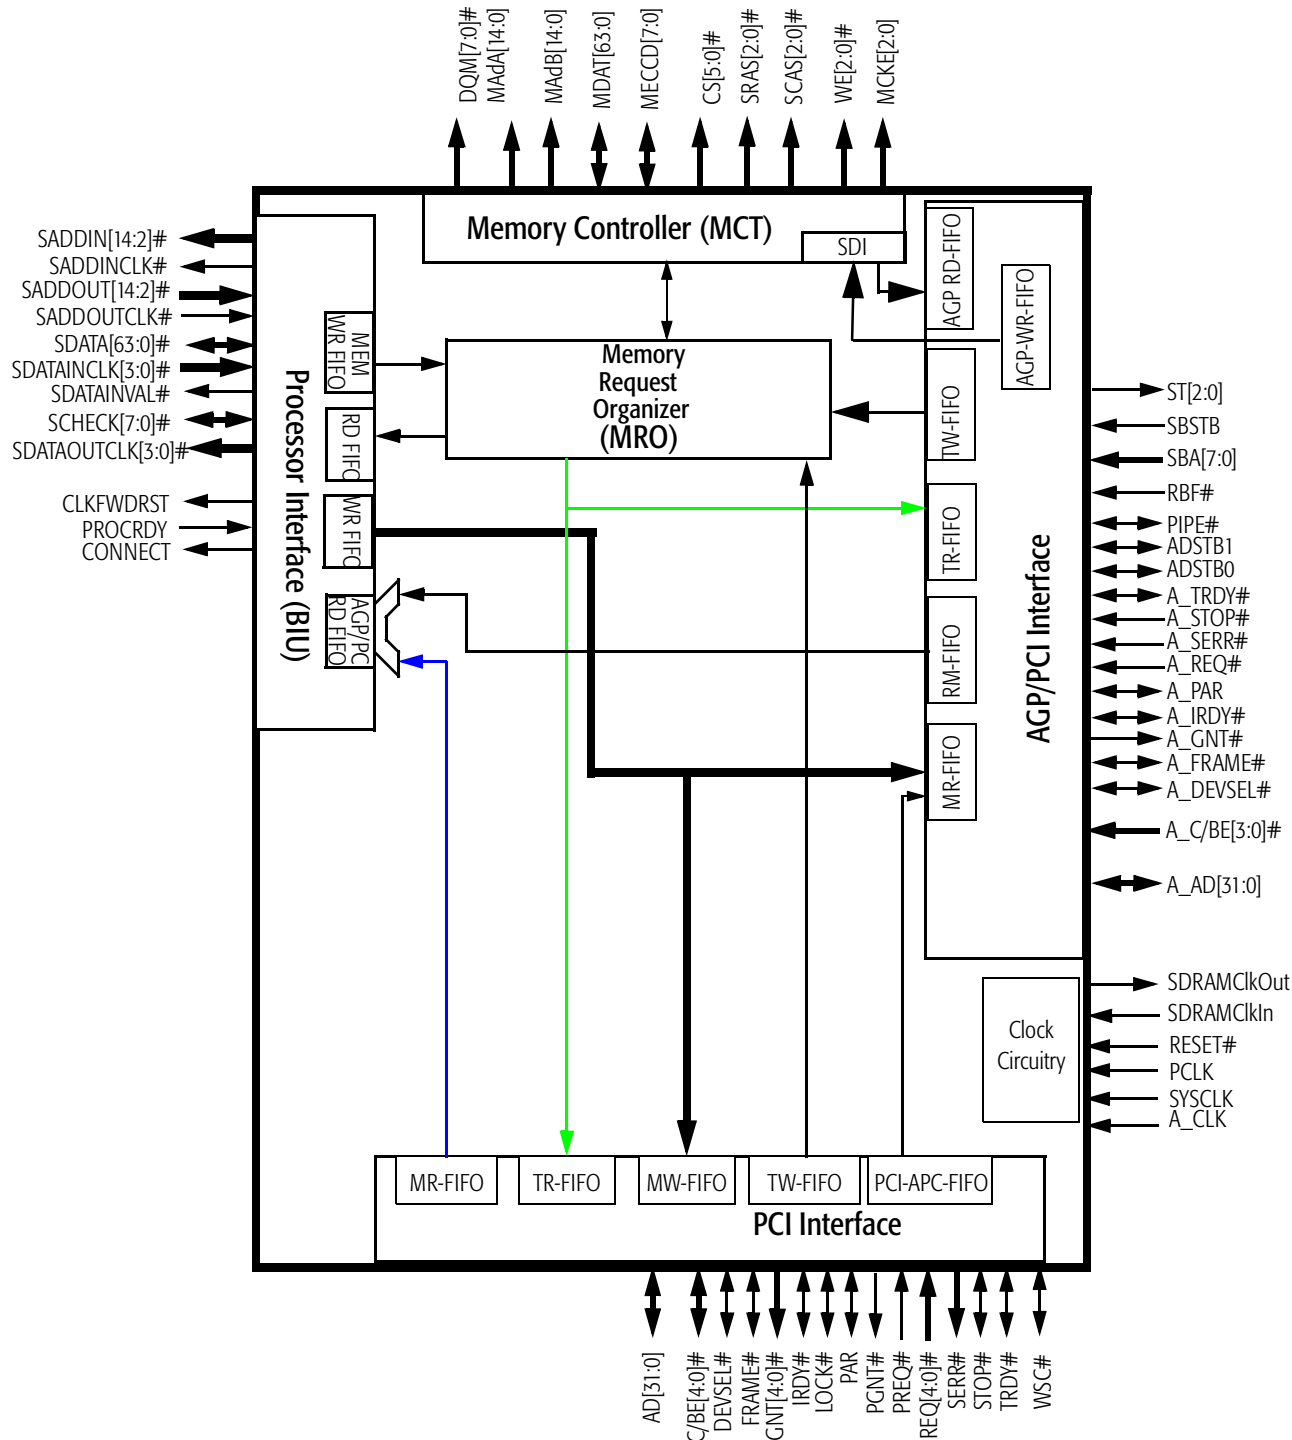 DQM[7:0]#
MAdA[14:0]
MAdB[14:0]
MDAT[63:0]
MECCD[7:0]
CS[5:0]#
SRAS[2:0]#
SCAS[2:0]#
WE[2:0]#
MCKE[2:0]
Memory Controller (MCT)
SDI
SADDIN[14:2]#
SADDINCLK#
SADDOUT[14:2]#
SADDOUTCLK#
SDATA[63:0]#
SDATAINCLK[3:0]#
SDATAINVAL#
SCHECK[7:0]#
SDATAOUTCLK[3:0]#
CLKFWDRST
PROCRDY
CONNECT
Processor Interface (BIU)
MEM
WR FIFO
RD FIFO
WR FIFO
AGP/PC
RD FIFO
Memory
Request
Organizer
(MRO)
AGP RD-FIFO
AGP-WR-FIFO
TW-FIFO
TR-FIFO
RM-FIFO
MR-FIFO
AGP/PCI Interface
ST[2:0]
SBSTB
SBA[7:0]
RBF#
PIPE#
ADSTB1
ADSTB0
A_TRDY#
A_STOP#
A_SERR#
A_REQ#
A_PAR
A_IRDY#
A_GNT#
A_FRAME#
A_DEVSEL#
A_C/BE[3:0]#
A_AD[31:0]
Clock
Circuitry
SDRAMClkOut
SDRAMClkIn
RESET#
PCLK
SYSCLK
A_CLK
MR-FIFO
TR-FIFO
MW-FIFO
TW-FIFO
PCI-APC-FIFO
PCI Interface
AD[31:0]
C/BE[4:0]#
DEVSEL#
FRAME#
GNT[4:0]#
IRDY#
LOCK#
PAR
PGNT#
PREQ#
REQ[4:0]#
SERR#
STOP#
TRDY#
WSC#